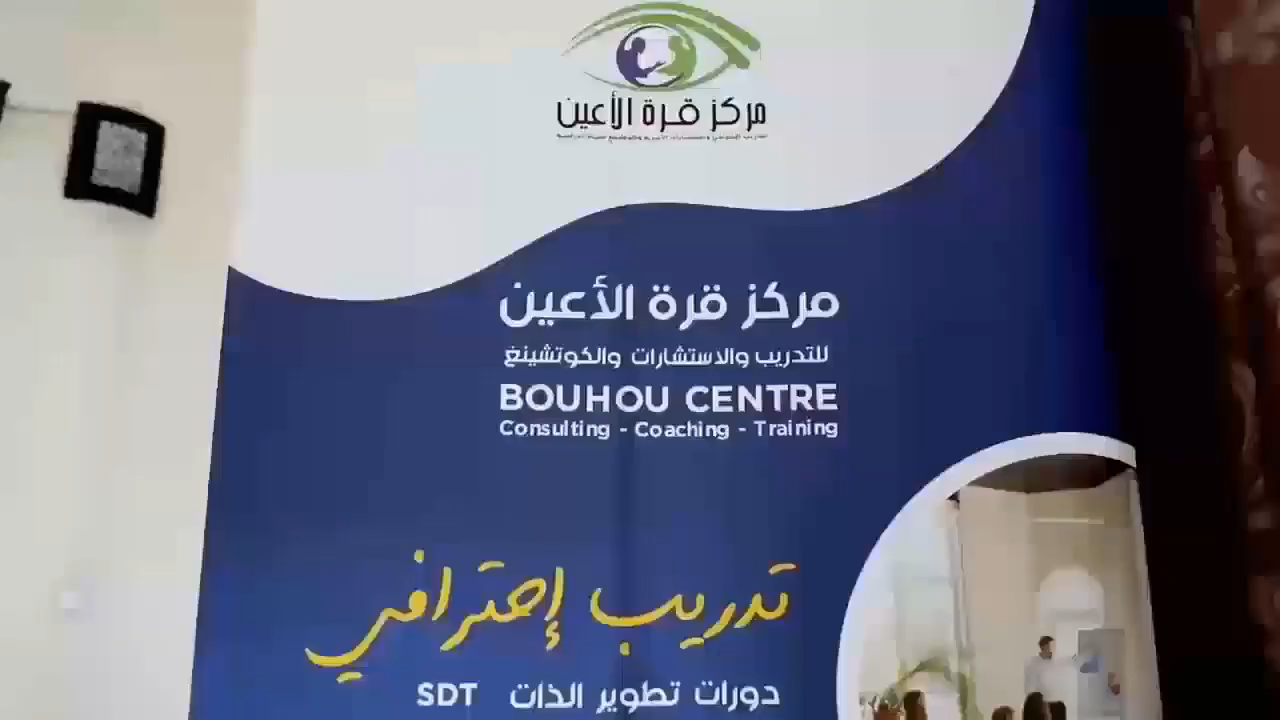 مركز قرة الأعين
مركز قرة الأعين
للتدريب والاستشارات والكوتشينغ
BOUHOU CENTRE
Consulting - Coaching - Training
تدريب إحترافي
دورات تطوير الذات SDT